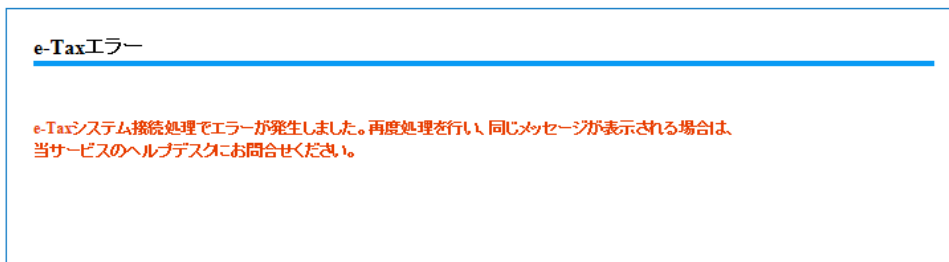 e-Taxエラー
e-Taxシステム接続処理でエラーが発生しました。再度処理を行い、同じメッセージが表示される場合は、
当サービスのヘルプデスクにお問合せください。